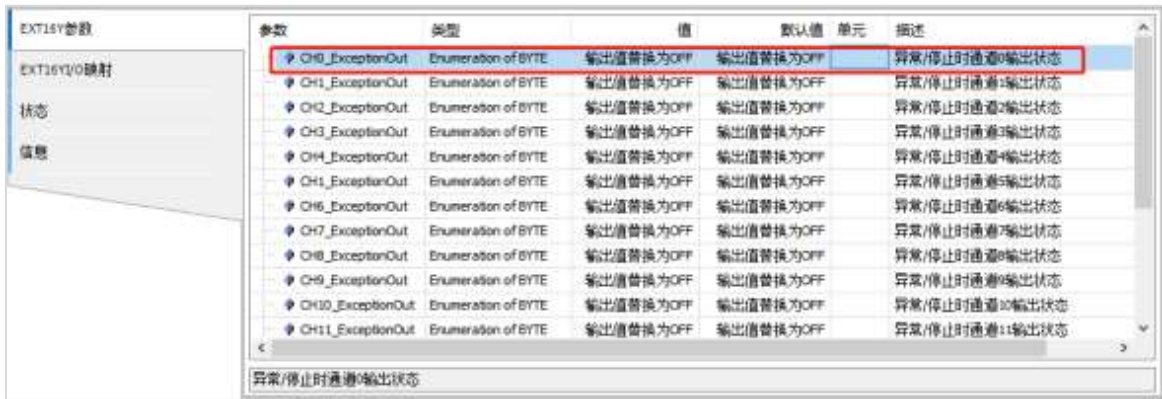 EXT16Y参数
EXT16YI/O映射
状态
信息
参数 类型 值 默认值 单元 描述
CH0_ExceptionOut Enumeration of BYTE 输出值替换为OFF 输出值替换为OFF 异常/停止时通道0输出状态
CH1_ExceptionOut Enumeration of BYTE 输出值替换为OFF 输出值替换为OFF 异常/停止时通道1输出状态
CH2_ExceptionOut Enumeration of BYTE 输出值替换为OFF 输出值替换为OFF 异常/停止时通道2输出状态
CH3_ExceptionOut Enumeration of BYTE 输出值替换为OFF 输出值替换为OFF 异常/停止时通道3输出状态
CH4_ExceptionOut Enumeration of BYTE 输出值替换为OFF 输出值替换为OFF 异常/停止时通道4输出状态
CH1_ExceptionOut Enumeration of BYTE 输出值替换为OFF 输出值替换为OFF 异常/停止时通道5输出状态
CH6_ExceptionOut Enumeration of BYTE 输出值替换为OFF 输出值替换为OFF 异常/停止时通道6输出状态
CH7_ExceptionOut Enumeration of BYTE 输出值替换为OFF 输出值替换为OFF 异常/停止时通道7输出状态
CH8_ExceptionOut Enumeration of BYTE 输出值替换为OFF 输出值替换为OFF 异常/停止时通道8输出状态
CH9_ExceptionOut Enumeration of BYTE 输出值替换为OFF 输出值替换为OFF 异常/停止时通道9输出状态
CH10_ExceptionOut Enumeration of BYTE 输出值替换为OFF 输出值替换为OFF 异常/停止时通道10输出状态
CH11_ExceptionOut Enumeration of BYTE 输出值替换为OFF 输出值替换为OFF 异常/停止时通道11输出状态
异常/停止时通道0输出状态